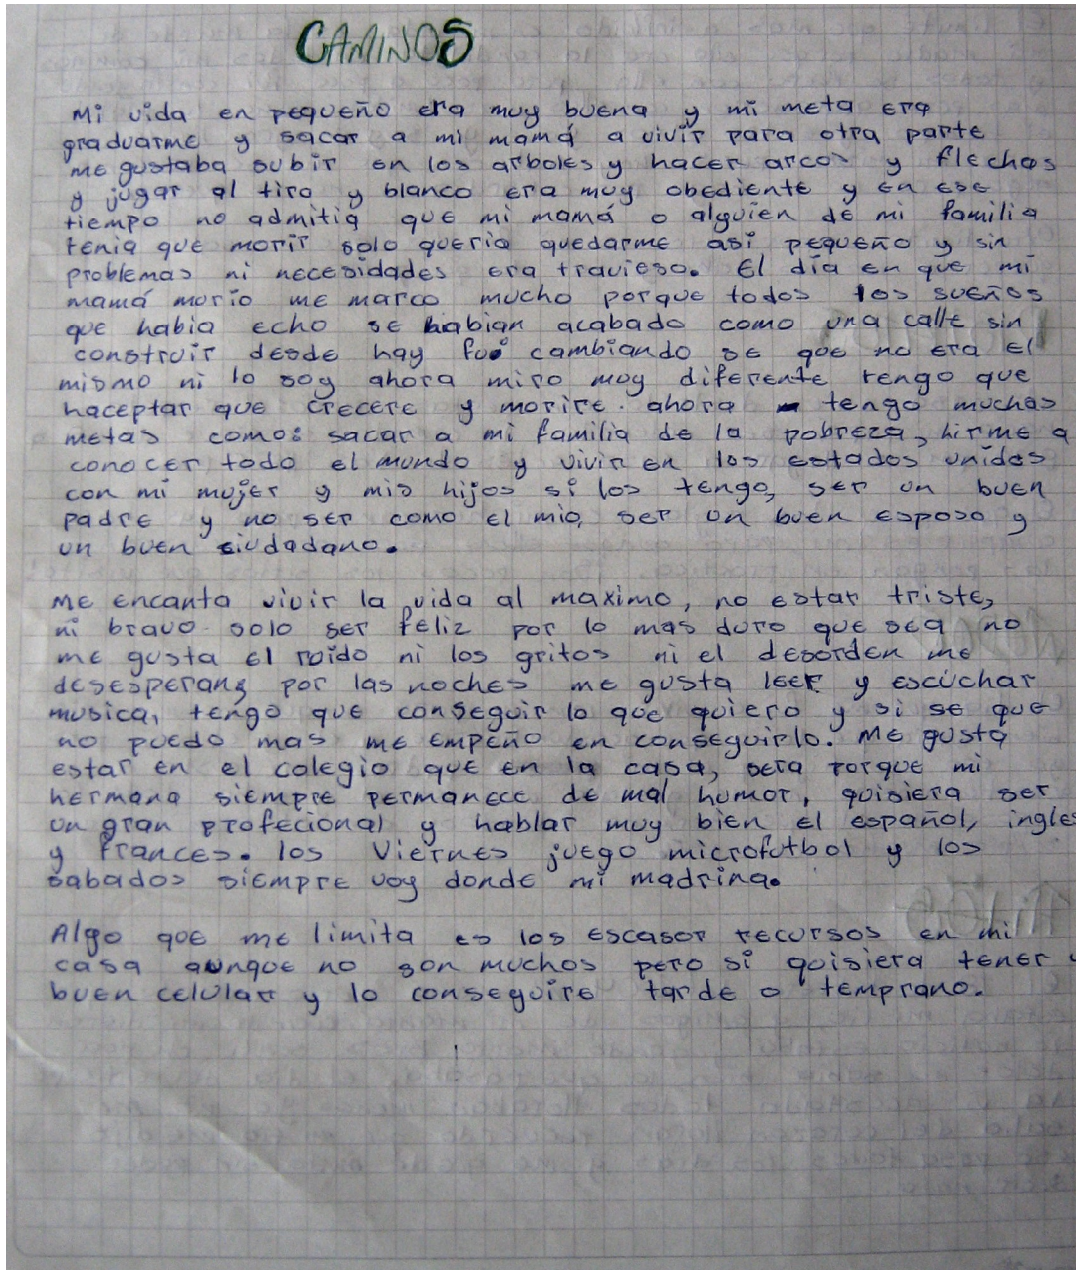 CAMINOS
Mi vida en pequeño era muy buena y mi meta era
graduarme y sacar a mi mamá a vivir para otra parte
me gustaba subir en los arboles y hacer arcos y flechas
y jugar al tiro y blanco era muy obediente y en ese
tiempo no admitia que mi mamá o alguien de mi familia
tenia que morir solo queria quedarme asi pequeño y sin
problemas ni necesidades era travieso. El día en que mi
mamá murio me marco mucho porque todos los sueños
que habia echo se habian acabado como una calle sin
construir desde hay fue cambiando se que no era el
mismo ni lo soy ahora miro muy diferente tengo que
haceptar que crecere y morire. ahora tengo muchas
metas como: sacar a mi familia de la pobreza, hirme a
conocer todo el mundo y vivir en los estados unidos
con mi mujer y mis hijos si los tengo, ser un buen
padre y no ser como el mio, ser un buen esposo y
un buen ciudadano.
Me encanta vivir la vida al maximo, no estar triste,
ni bravo solo ser feliz por lo mas duro que sea no
me gusta el ruido ni los gritos ni el desorden me
desesperan, por las noches me gusta leer y escuchar
musica, tengo que conseguir lo que quiero y si se que
no puedo mas me empeño en conseguirlo. Me gusta
estar en el colegio que en la casa, sera porque mi
hermana siempre permanece de mal humor, quisiera ser
un gran profecional y hablar muy bien el español, ingles
y frances. los Viernes juego microfutbol y los
sabados siempre voy donde mi madrina.
Algo que me limita es los escasor recursos en mi
casa aunque no son muchos pero si quisiera tener
buen celular y lo conseguire tarde o temprano.